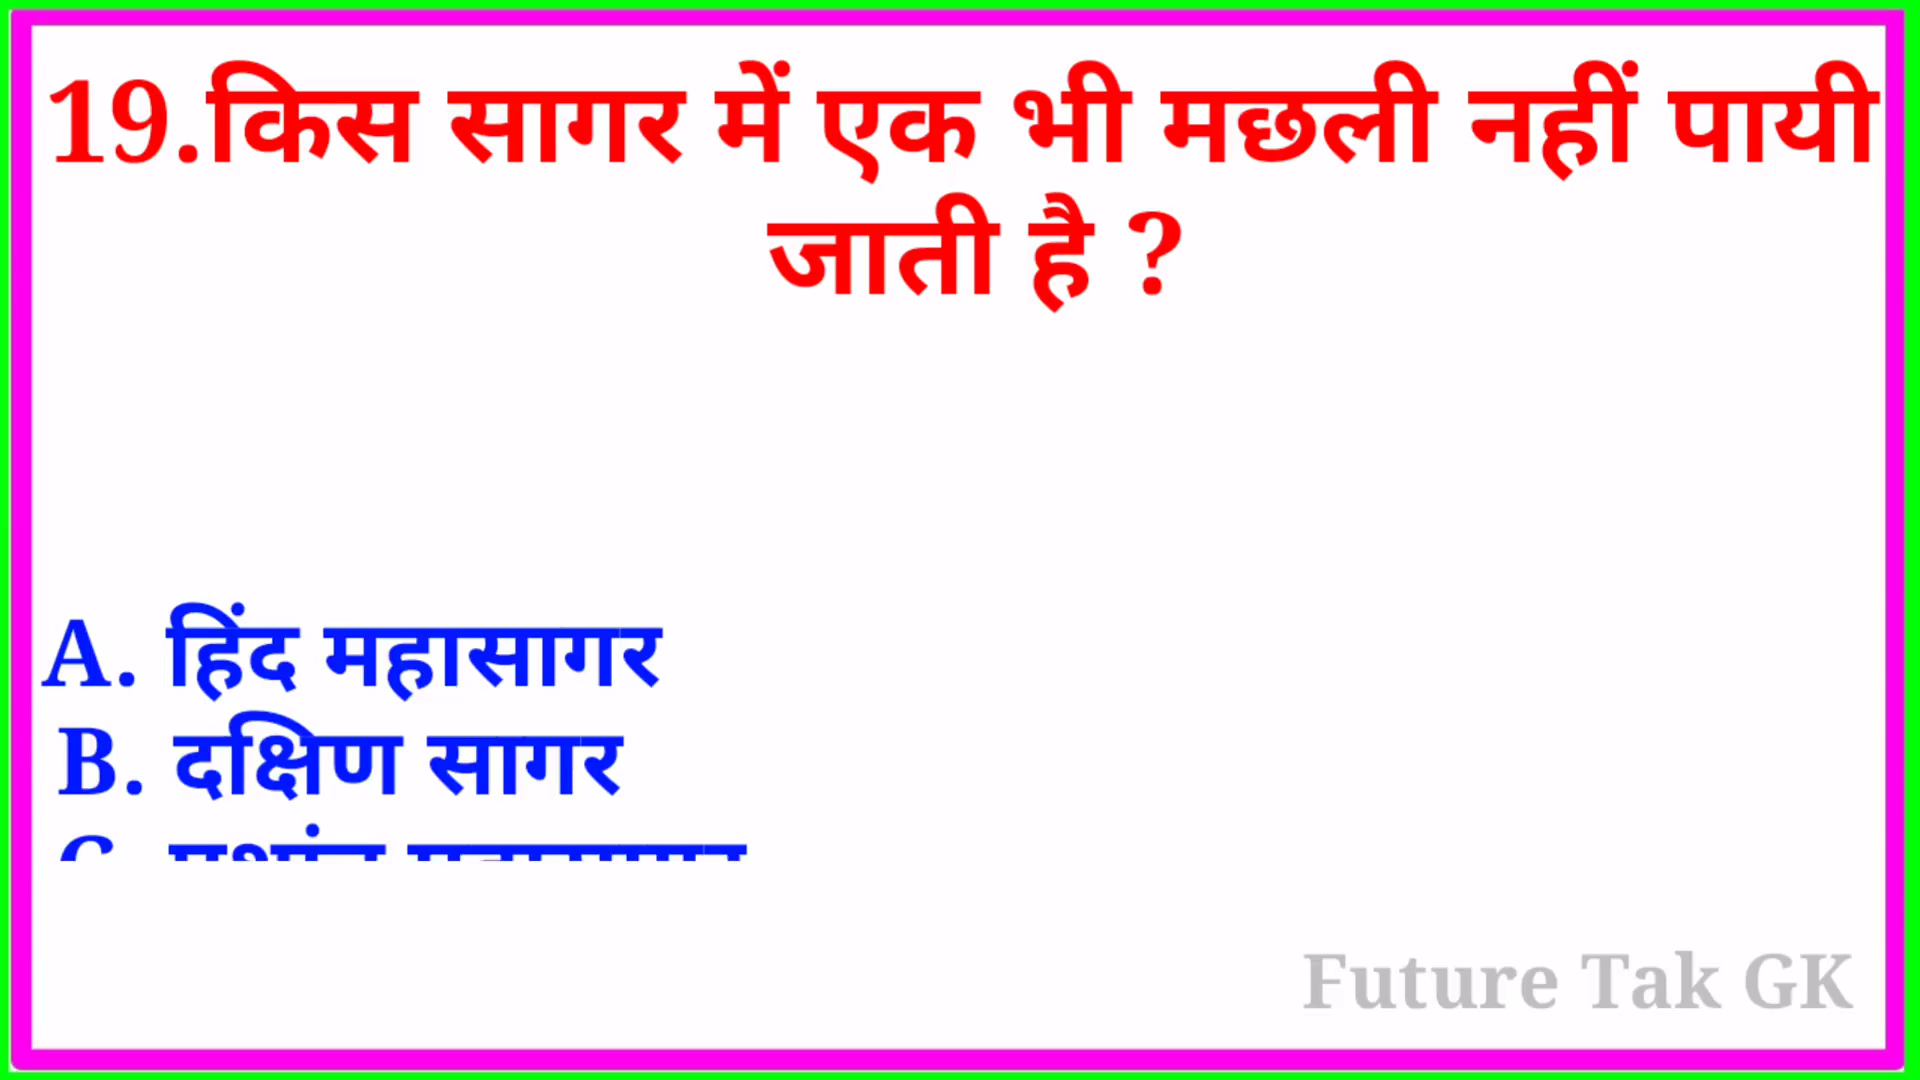 19.किस सागर में एक भी मछली नहीं पायी
जाती है ?
A. हिंद महासागर
B. दक्षिण सागर
Future Tak GK